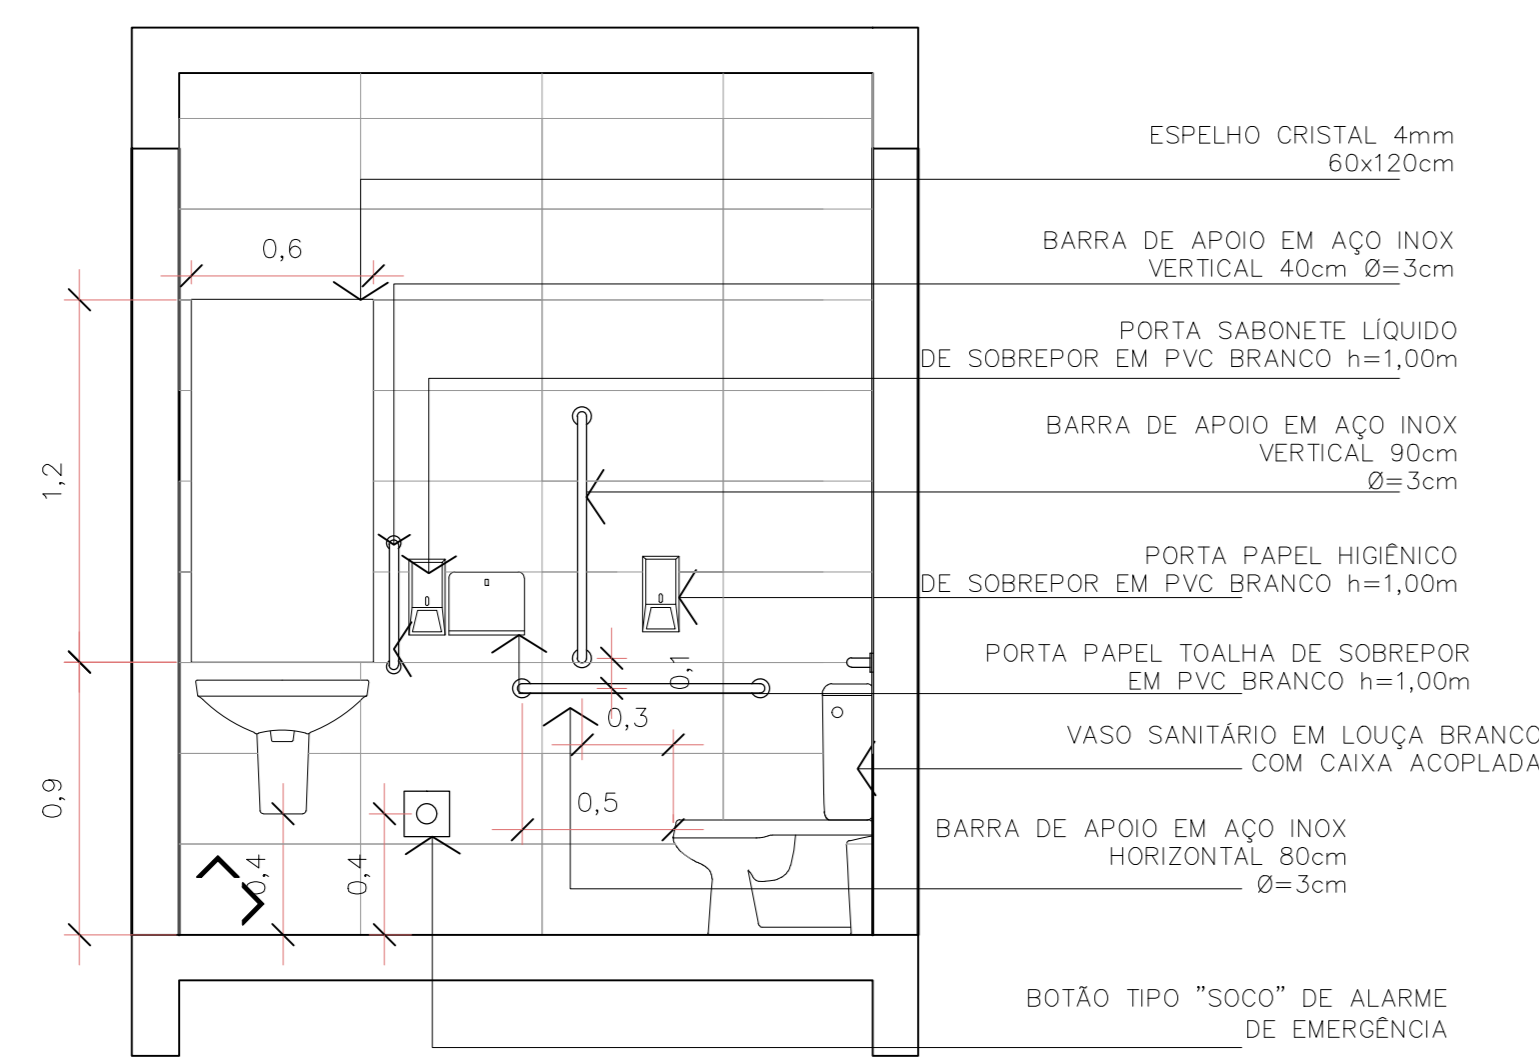 ESPELHO CRISTAL 4mm
60x120cm
0,6
BARRA DE APOIO EM AÇO INOX
VERTICAL 40cm Ø=3cm
PORTA SABONETE LÍQUIDO
DE SOBREPOR EM PVC BRANCO h=1,00m
BARRA DE APOIO EM AÇO INOX
VERTICAL 90cm
Ø=3cm
1,2
PORTA PAPEL HIGIÊNICO
DE SOBREPOR EM PVC BRANCO h=1,00m
PORTA PAPEL TOALHA DE SOBREPOR
EM PVC BRANCO h=1,00m
0,1
0,3
VASO SANITÁRIO EM LOUÇA BRANCO
COM CAIXA ACOPLADA
0,9
0,5
BARRA DE APOIO EM AÇO INOX
HORIZONTAL 80cm
Ø=3cm
0,4
0,4
BOTÃO TIPO "SOCO" DE ALARME
DE EMERGÊNCIA